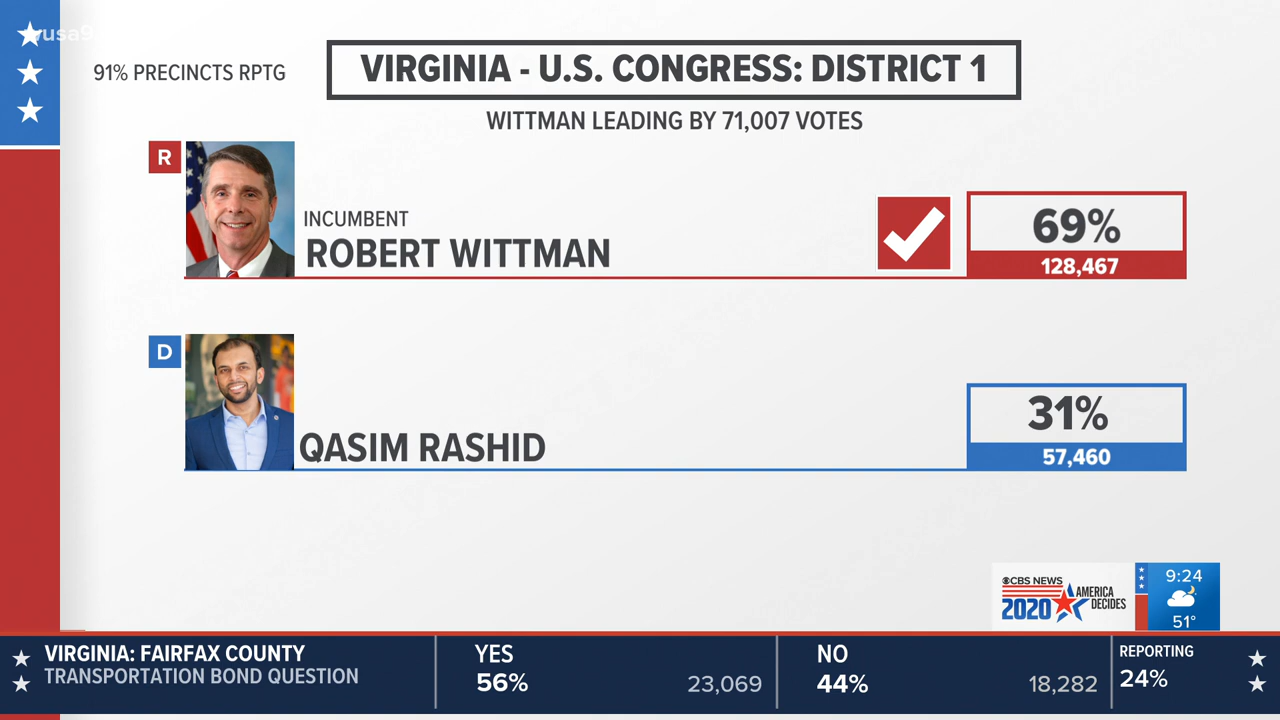 wusa9
91% PRECINCTS RPTG
VIRGINIA - U.S. CONGRESS: DISTRICT 1
WITTMAN LEADING BY 71,007 VOTES
R
INCUMBENT
ROBERT WITTMAN
69%
128,467
D
QASIM RASHID
31%
57,460
CBS NEWS
2020
AMERICA
DECIDES
9:24
51°
VIRGINIA: FAIRFAX COUNTY
TRANSPORTATION BOND QUESTION
YES
56%
23,069
NO
44%
18,282
REPORTING
24%